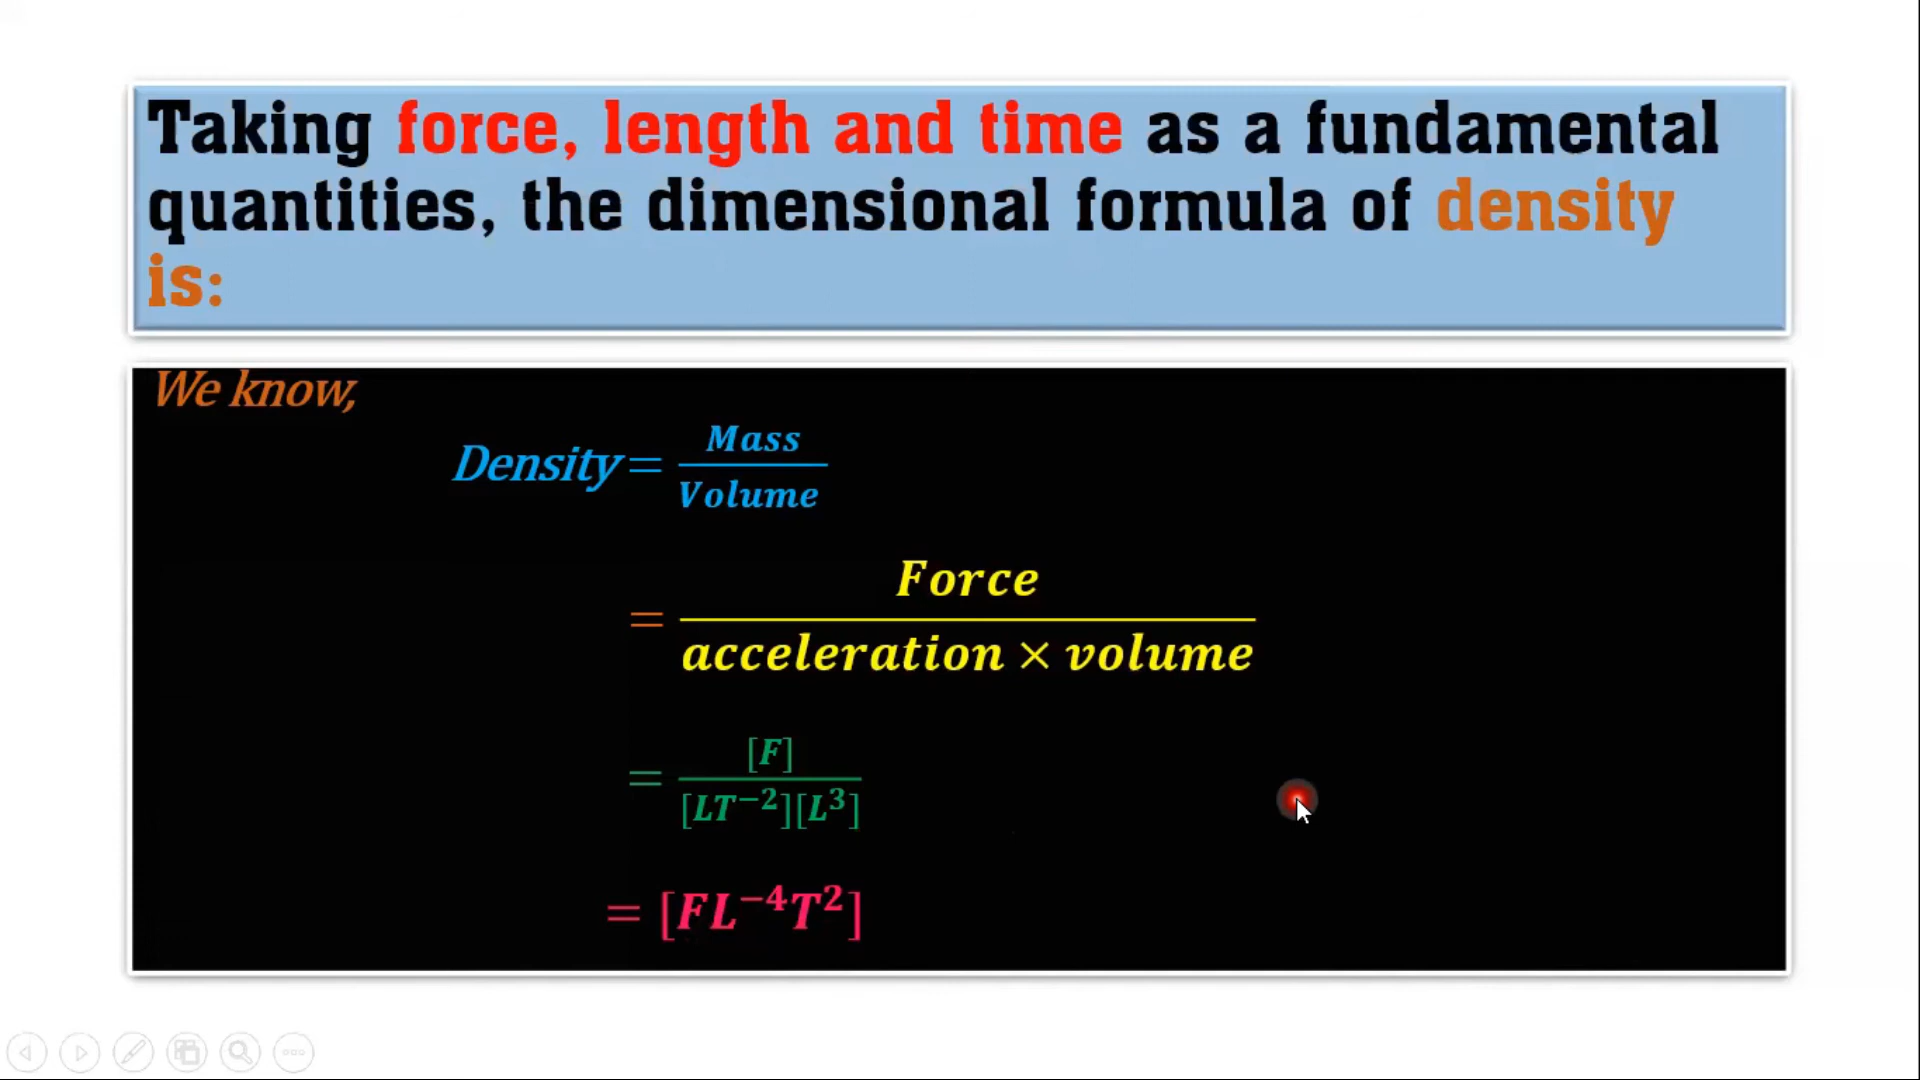 Taking force, length and time as a fundamental
quantities, the dimensional formula of density
is:
We know,
Density = Mass / Volume
= Force / acceleration × volume
= [F] / [LT⁻²][L³]
= [FL⁻⁴T²]